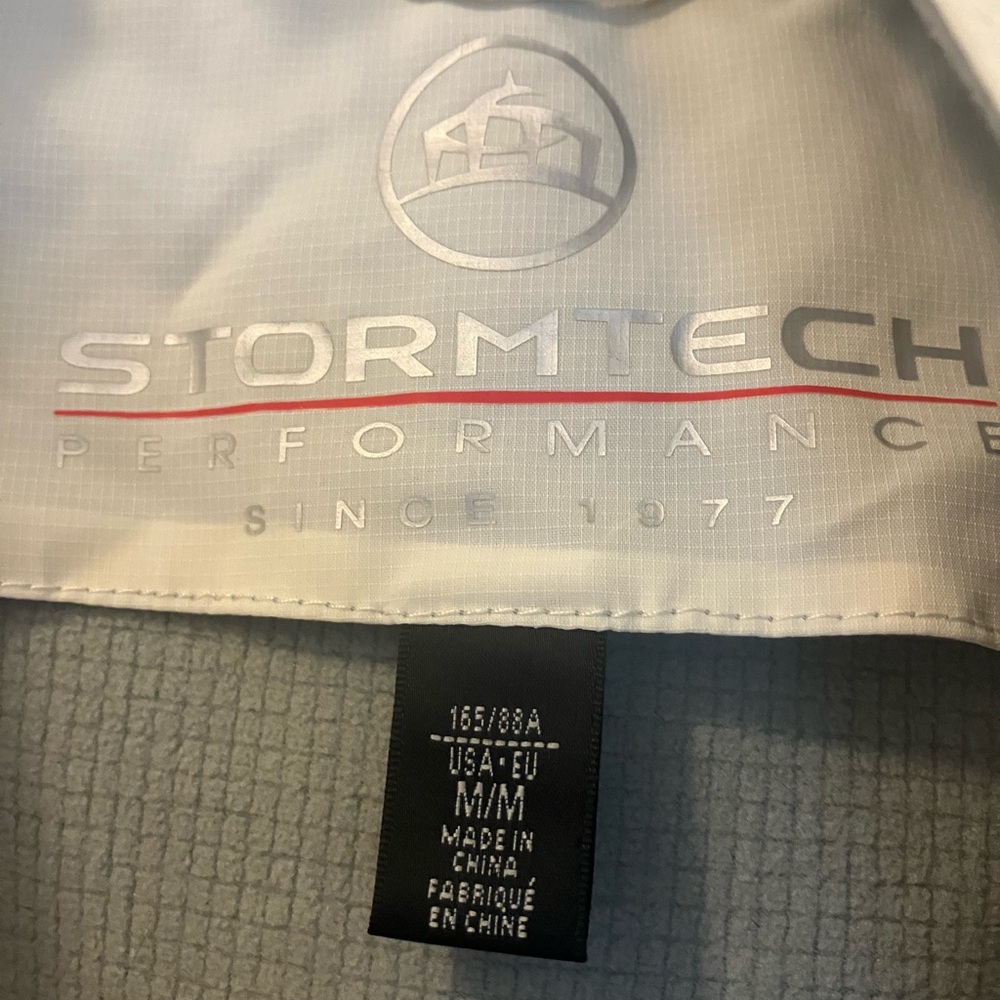 STORMTECH
PERFORMANCE
SINCE 1977
165/88A
USA•EU
M/M
MADE IN
CHINA
FABRIQUÉ
EN CHINE